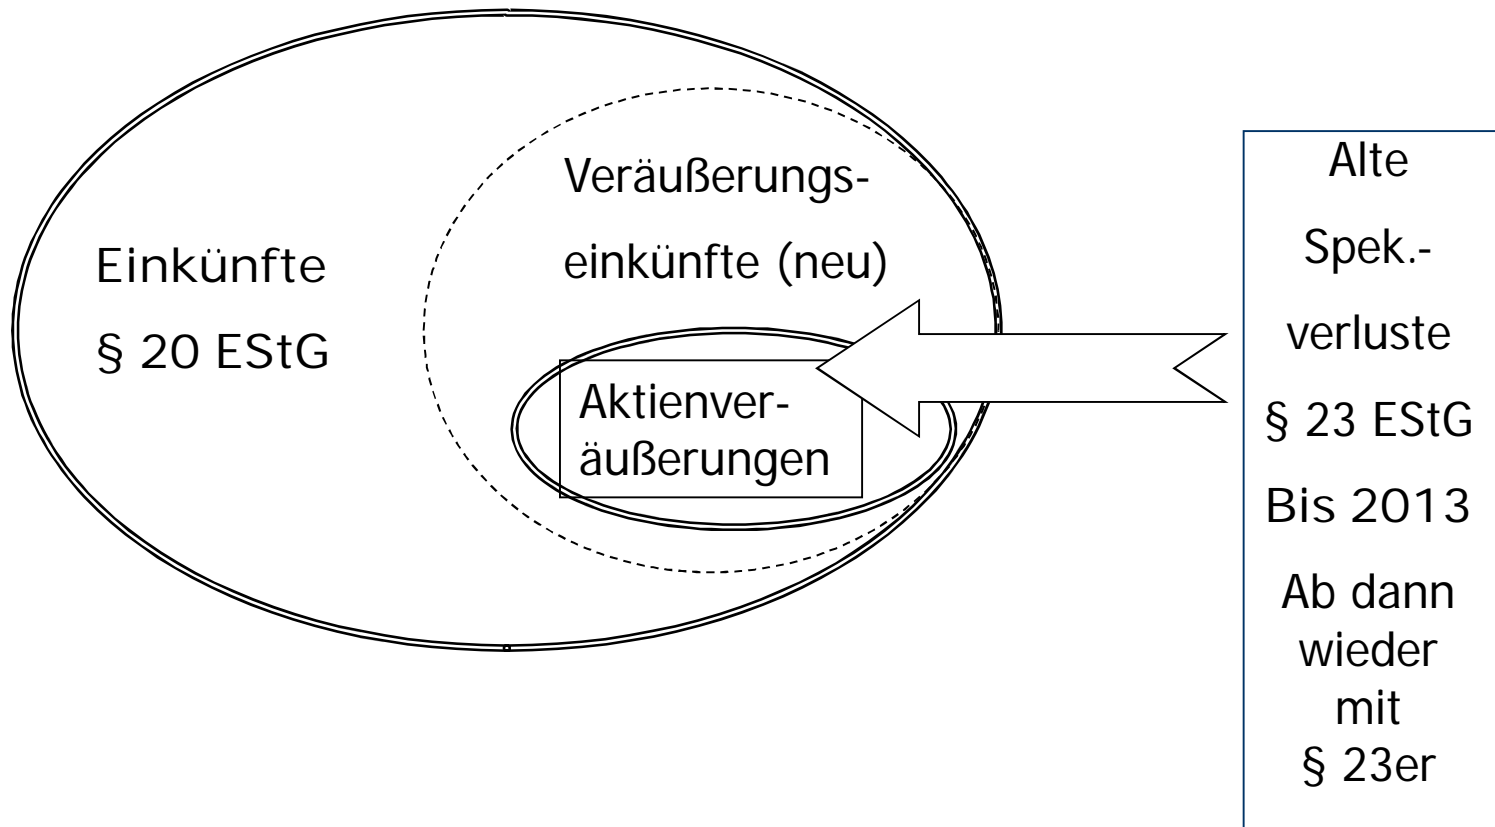 Einkünfte
§ 20 EStG
Veräußerungs-
einkünfte (neu)
Aktienver-
äußerungen
Alte
Spek.-
verluste
§ 23 EStG
Bis 2013
Ab dann
wieder
mit
§ 23er